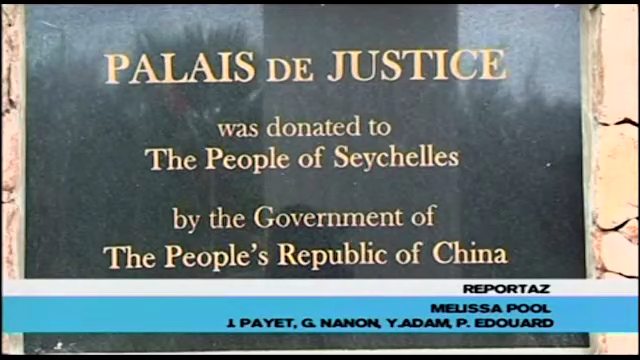 PALAIS DE JUSTICE
was donated to
The People of Seychelles
by the Government of
The People's Republic of China
REPORTAZ
MELISSA POOL
J. PAYET, G. NANON, Y.ADAM, P. EDOUARD